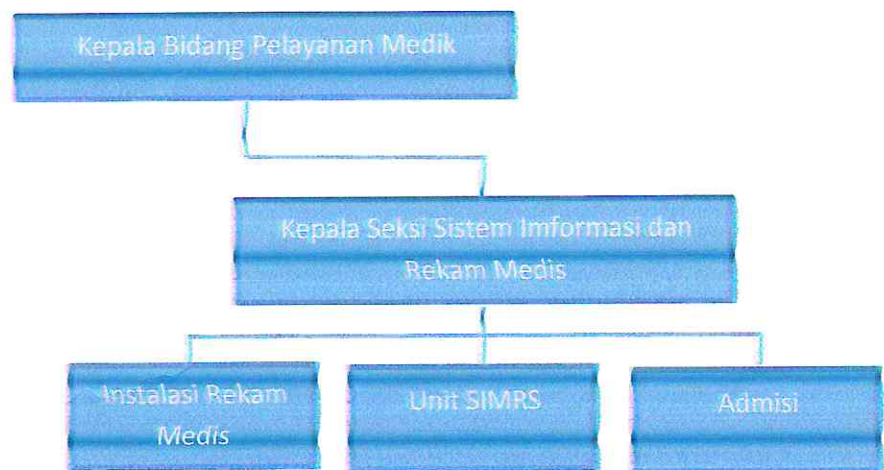 Kepala Bidang Pelayanan Medik
Kepala Seksi Sistem Imformasi dan
Rekam Medis
Instalasi Rekam
Medis
Unit SIMRS
Admisi